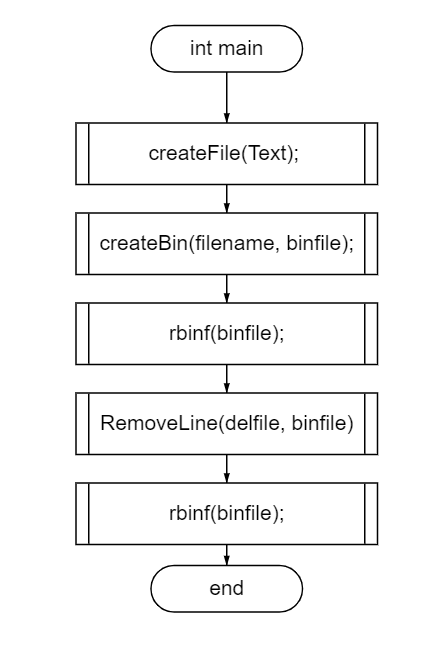 int main
createFile(Text);
createBin(filename, binfile);
rbinf(binfile);
RemoveLine(delfile, binfile)
rbinf(binfile);
end